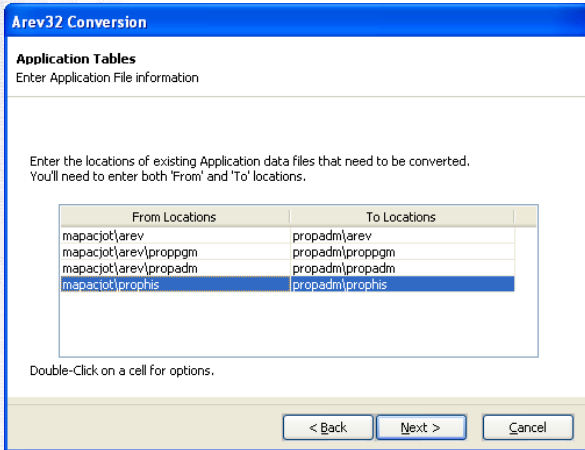 Arev32 Conversion
Application Tables
Enter Application File information
Enter the locations of existing Application data files that need to be converted.
You'll need to enter both 'From' and 'To' locations.
From Locations To Locations
mapacjot\arev propadm\arev
mapacjot\arev\proppgm propadm\proppgm
mapacjot\arev\propadm propadm\propadm
mapacjot\prophis propadm\prophis
Double-Click on a cell for options.
< Back Next > Cancel